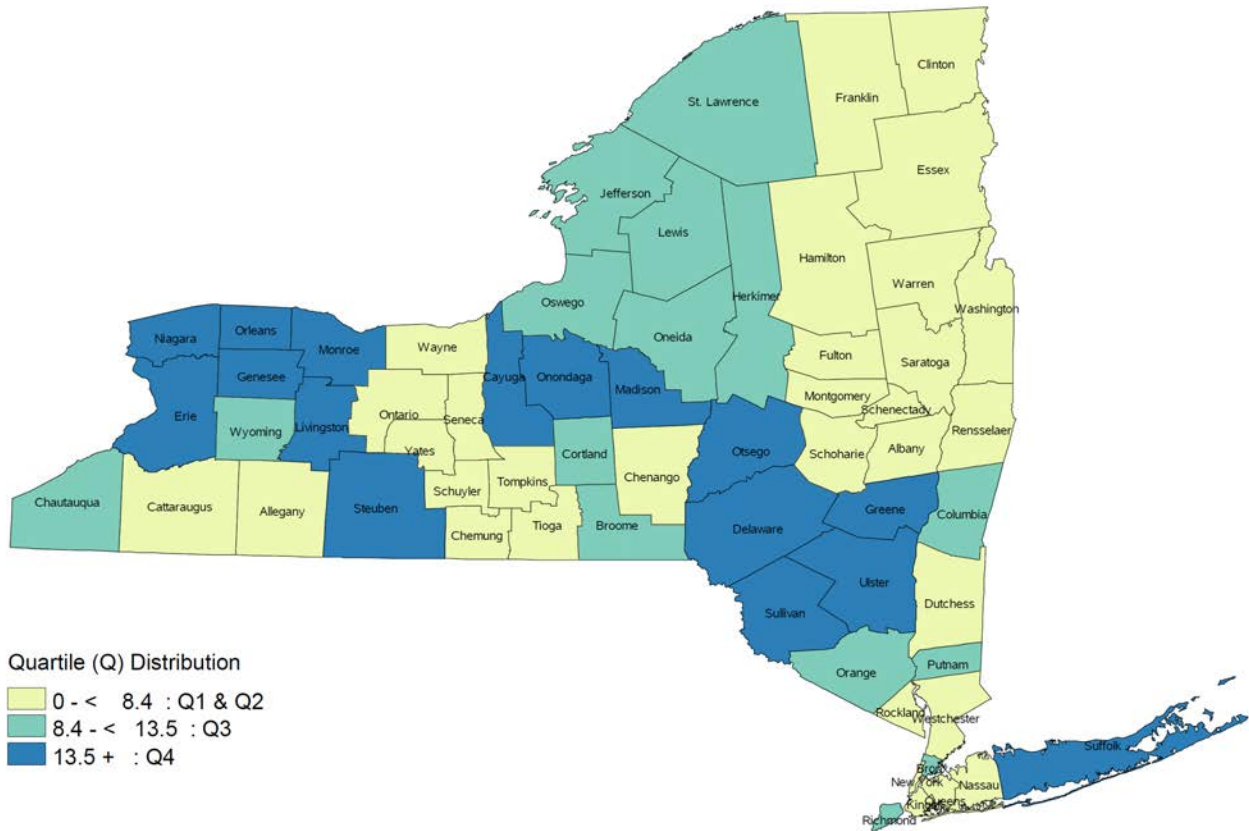 Clinton
Franklin
St. Lawrence
Essex
Jefferson
Lewis
Hamilton
Warren
Herkimer
Oswego
Washington
Oneida
Niagara
Orleans
Monroe
Wayne
Fulton
Saratoga
Genesee
Cayuga
Onondaga
Madison
Montgomery
Schenectady
Erie
Ontario
Seneca
Livingston
Wyoming
Rensselaer
Albany
Otsego
Schoharie
Yates
Cortland
Chenango
Tompkins
Schuyler
Chautauqua
Cattaraugus
Allegany
Steuben
Greene
Columbia
Delaware
Broome
Tioga
Chemung
Ulster
Dutchess
Sullivan
Quartile (Q) Distribution
0 - < 8.4 : Q1 & Q2
8.4 - < 13.5 : Q3
13.5 + : Q4
Putnam
Orange
Rockland
Westchester
Suffolk
New York
Nassau
Queens
Richmond